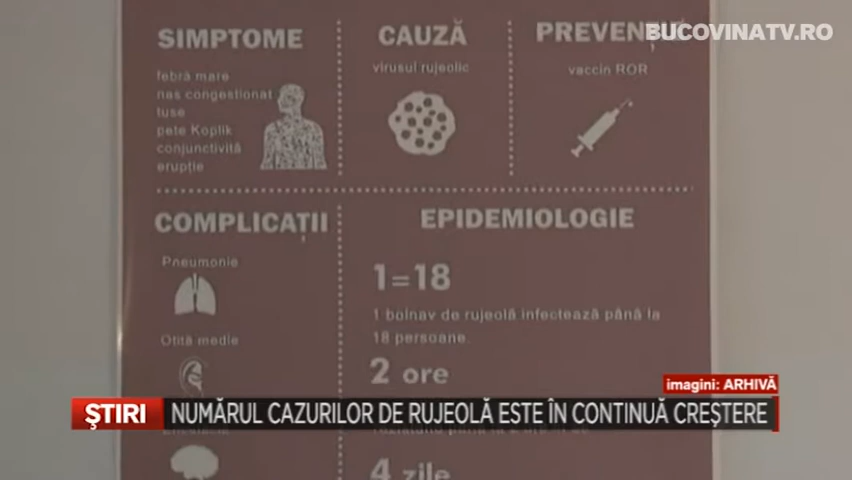 BUCOVINATV.RO
SIMPTOME
febră mare
nas congestionat
tuse
pete Koplik
conjunctivită
erupție
CAUZĂ
virusul rujeolic
vaccin ROR
COMPLICAȚII
Pneumonie
Otită medie
EPIDEMIOLOGIE
1=18
1 bolnav de rujeolă infectează până la
18 persoane.
2 ore
4 zile
imagini: ARHIVĂ
ŞTIRI
NUMĂRUL CAZURILOR DE RUJEOLĂ ESTE ÎN CONTINUĂ CREŞTERE